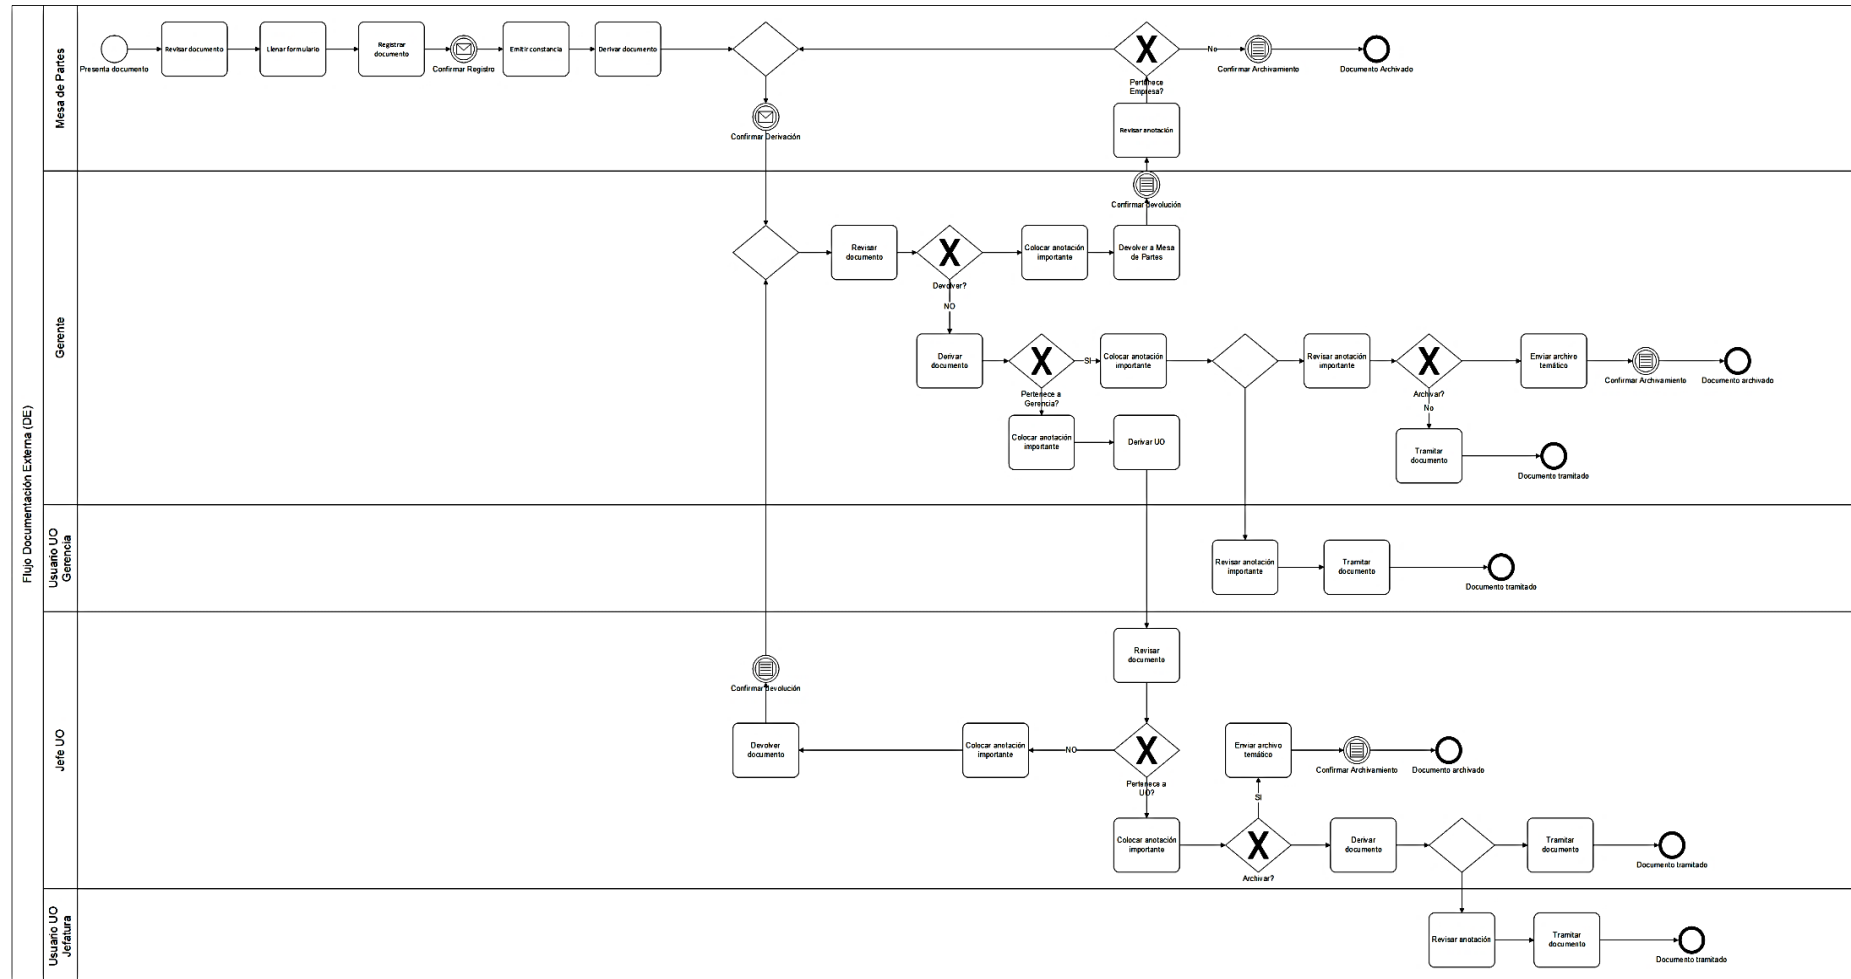 Flujo Documentación Externa (DE)
Mesa de Partes
Presenta documento
Revisar documento
Llenar formulario
Registrar
documento
Confirmar Registro
Emitir constancia
Derivar documento
Confirmar Derivación
Pertenece
Empresa?
No
Confirmar Archivamiento
Documento Archivado
Revisar anotación
Gerente
Confirmar devolución
Revisar
documento
Devolver?
Colocar anotación
importante
Devolver a Mesa
de Partes
NO
Derivar
documento
Pertenece a
Gerencia?
SI
Colocar anotación
importante
Revisar anotación
importante
Archivar?
Enviar archivo
temático
Confirmar Archivamiento
Documento archivado
No
Colocar anotación
importante
Derivar UO
Tramitar
documento
Documento tramitado
Usuario UO
Gerencia
Revisar anotación
importante
Tramitar
documento
Documento tramitado
Jefe UO
Revisar
documento
Confirmar devolución
Devolver
documento
Colocar anotación
importante
NO
Pertenece a
UO?
Enviar archivo
temático
Confirmar Archivamiento
Documento archivado
SI
Colocar anotación
importante
Archivar?
Derivar
documento
Tramitar
documento
Documento tramitado
Usuario UO
Jefatura
Revisar anotación
Tramitar
documento
Documento tramitado